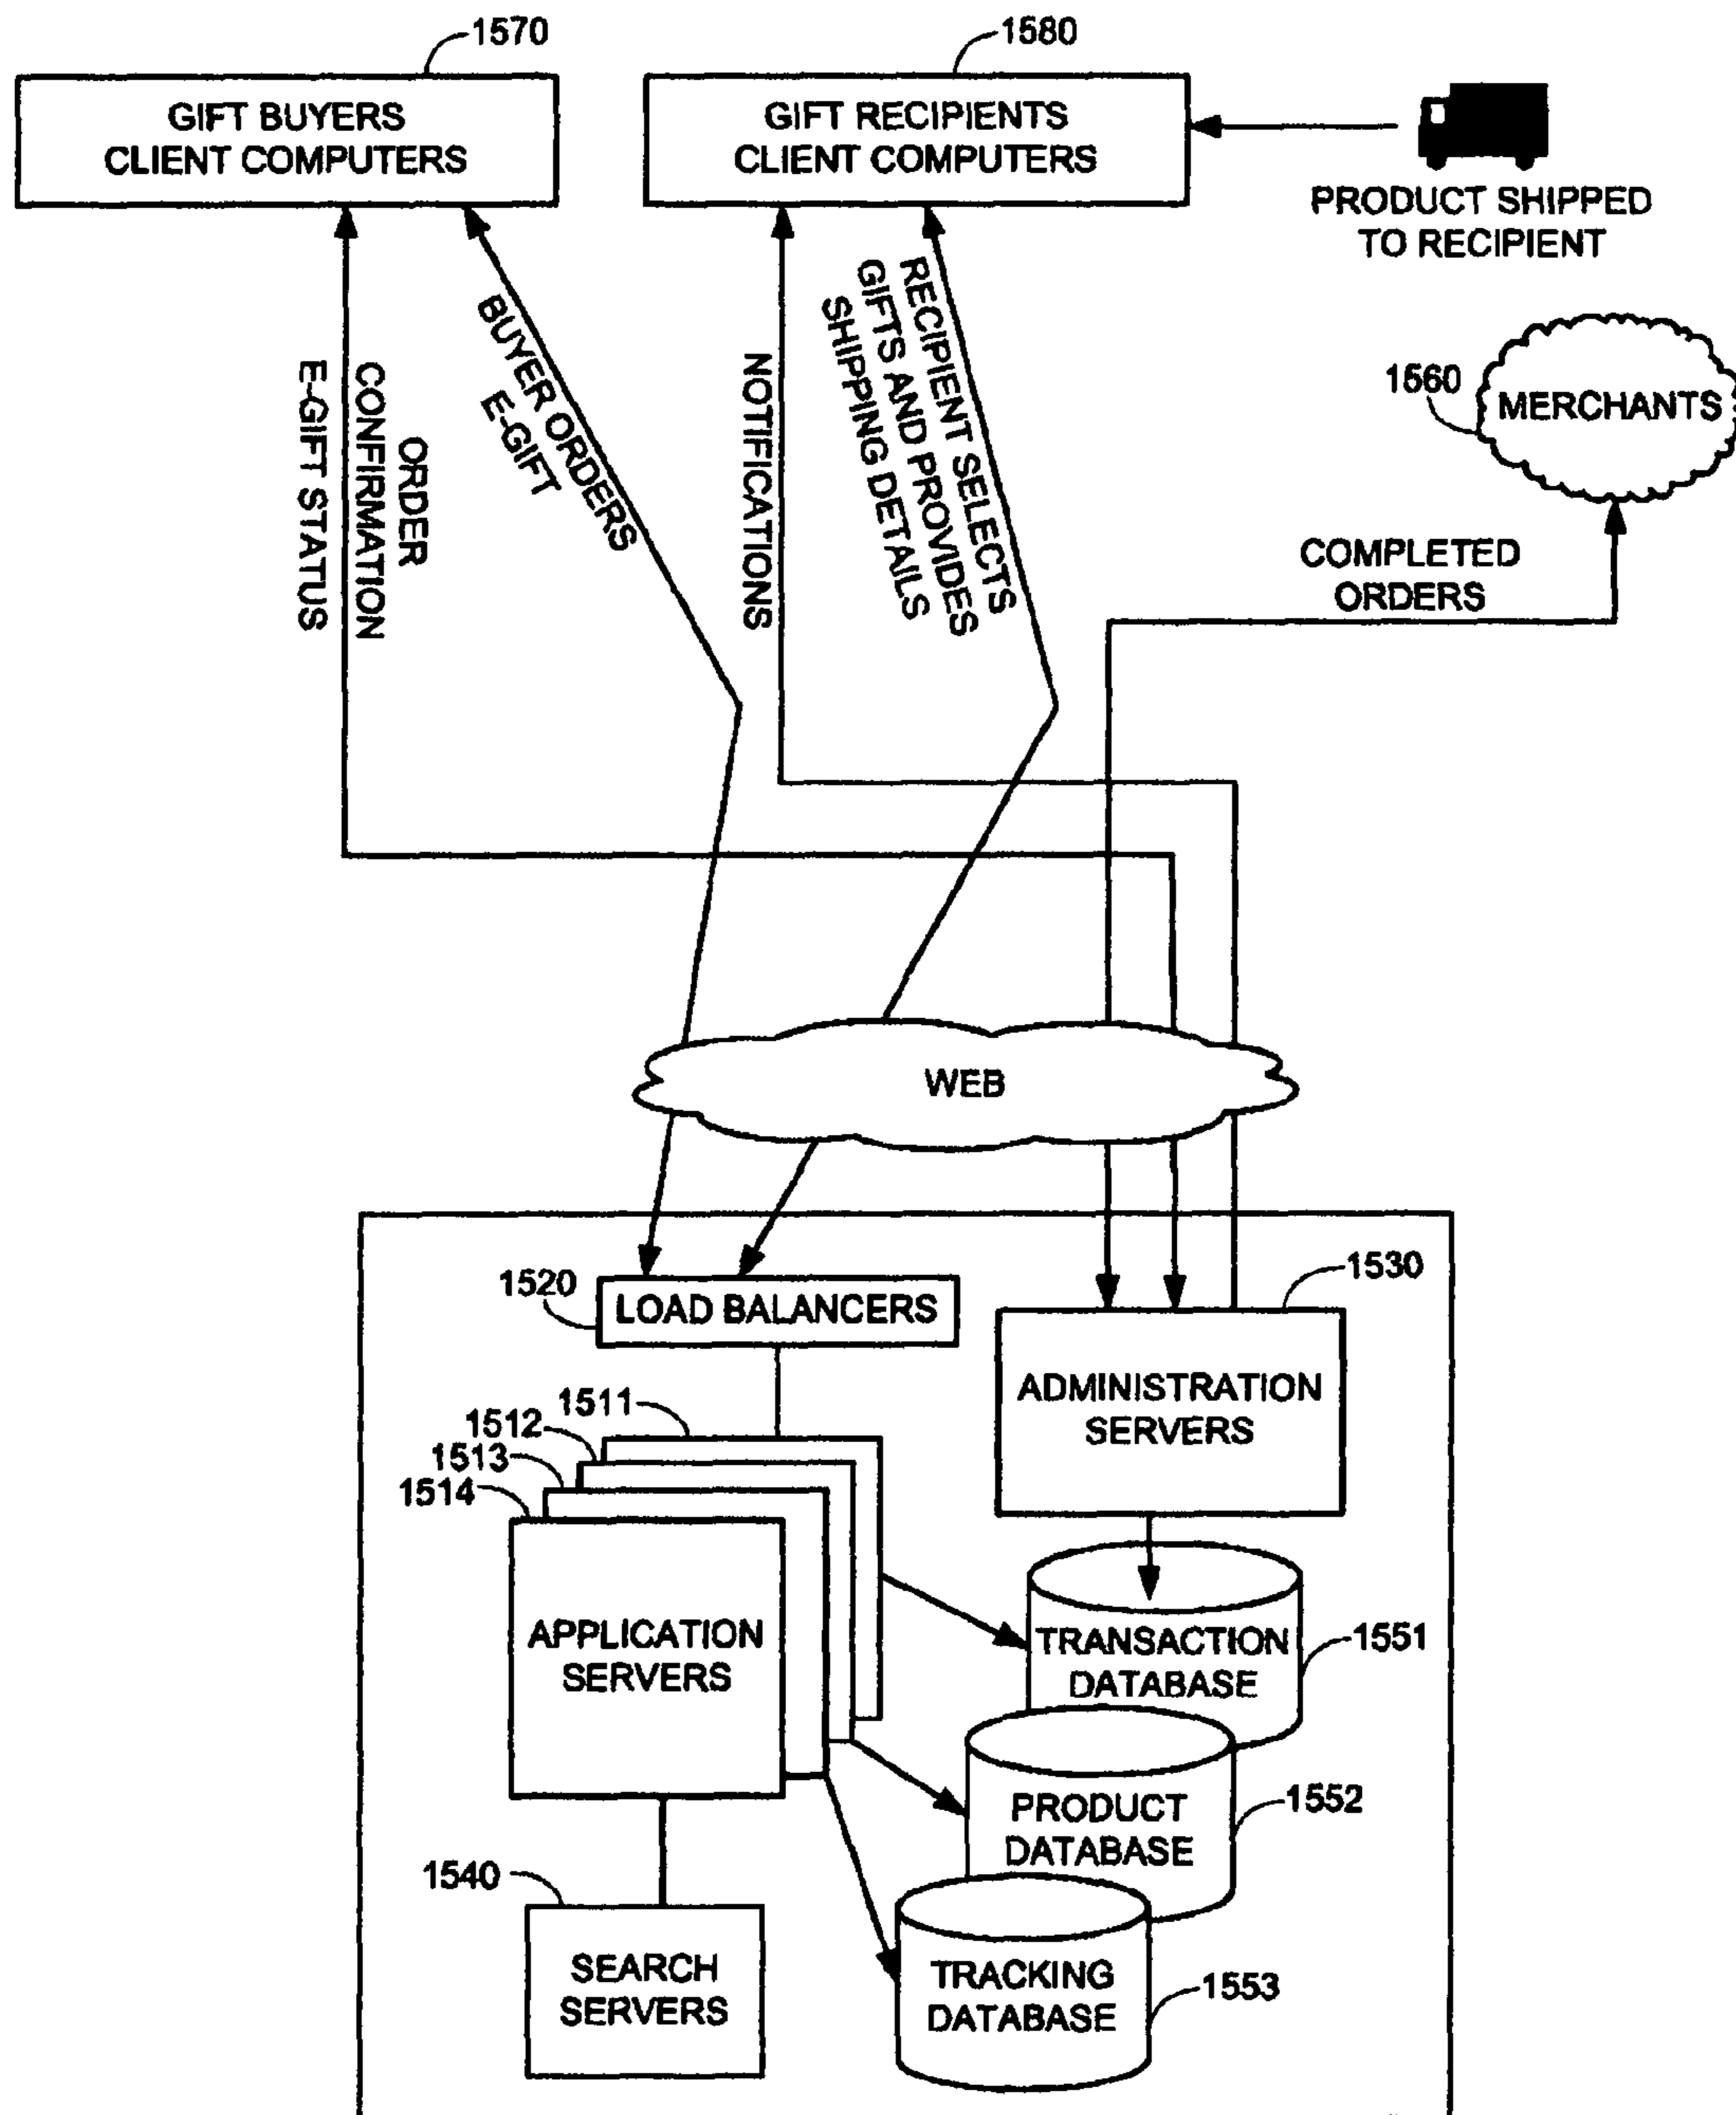 1570
1580
GIFT BUYERS
CLIENT COMPUTERS
GIFT RECIPIENTS
CLIENT COMPUTERS
PRODUCT SHIPPED
TO RECIPIENT
ORDER
CONFIRMATION
E-GIFT STATUS
BUYER ORDERS
E-GIFT
NOTIFICATIONS
RECIPIENT SELECTS
GIFTS AND PROVIDES
SHIPPING DETAILS
1560
MERCHANTS
COMPLETED
ORDERS
WEB
1520
LOAD BALANCERS
1530
ADMINISTRATION
SERVERS
1511
1512
1513
1514
APPLICATION
SERVERS
TRANSACTION
DATABASE
1551
PRODUCT
DATABASE
1552
1540
SEARCH
SERVERS
TRACKING
DATABASE
1553